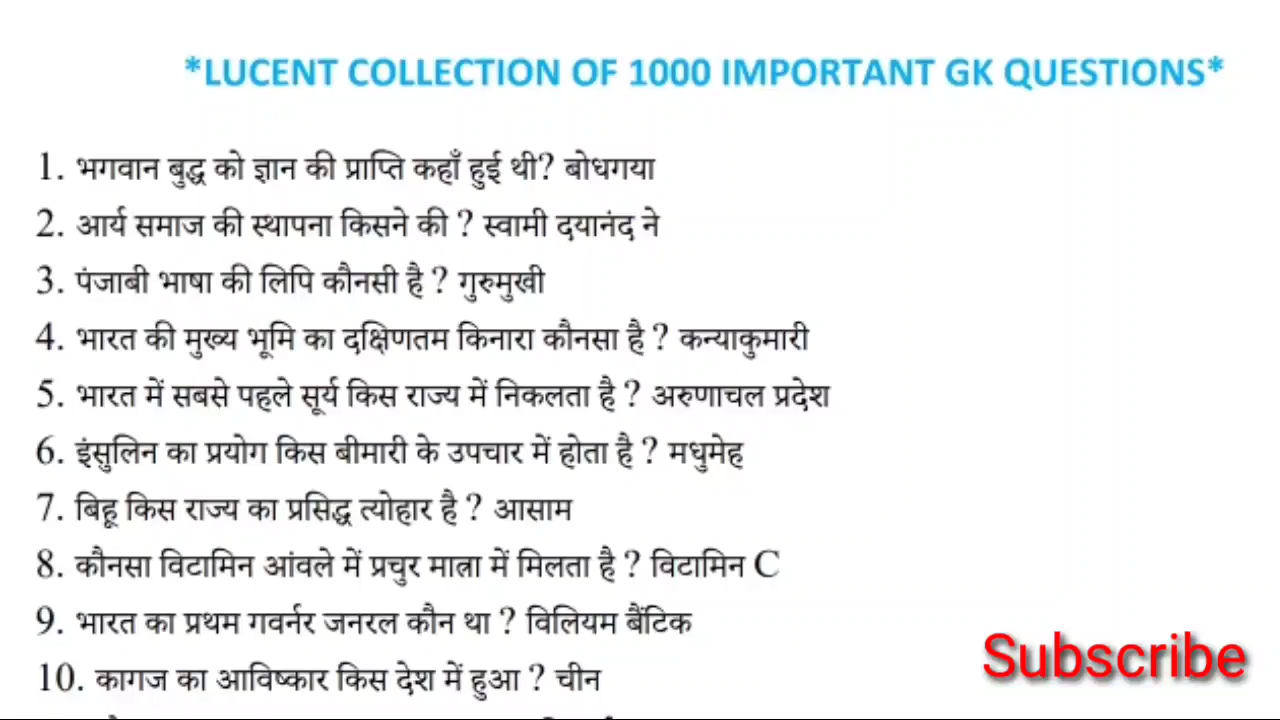 *LUCENT COLLECTION OF 1000 IMPORTANT GK QUESTIONS*
1. भगवान बुद्ध को ज्ञान की प्राप्ति कहाँ हुई थी? बोधगया
2. आर्य समाज की स्थापना किसने की ? स्वामी दयानंद ने
3. पंजाबी भाषा की लिपि कौनसी है ? गुरुमुखी
4. भारत की मुख्य भूमि का दक्षिणतम किनारा कौनसा है ? कन्याकुमारी
5. भारत में सबसे पहले सूर्य किस राज्य में निकलता है ? अरुणाचल प्रदेश
6. इंसुलिन का प्रयोग किस बीमारी के उपचार में होता है ? मधुमेह
7. बिहू किस राज्य का प्रसिद्ध त्योहार है ? आसाम
8. कौनसा विटामिन आंवले में प्रचुर मात्रा में मिलता है ? विटामिन C
9. भारत का प्रथम गवर्नर जनरल कौन था ? विलियम बैंटिक
10. कागज का आविष्कार किस देश में हुआ ? चीन
Subscribe